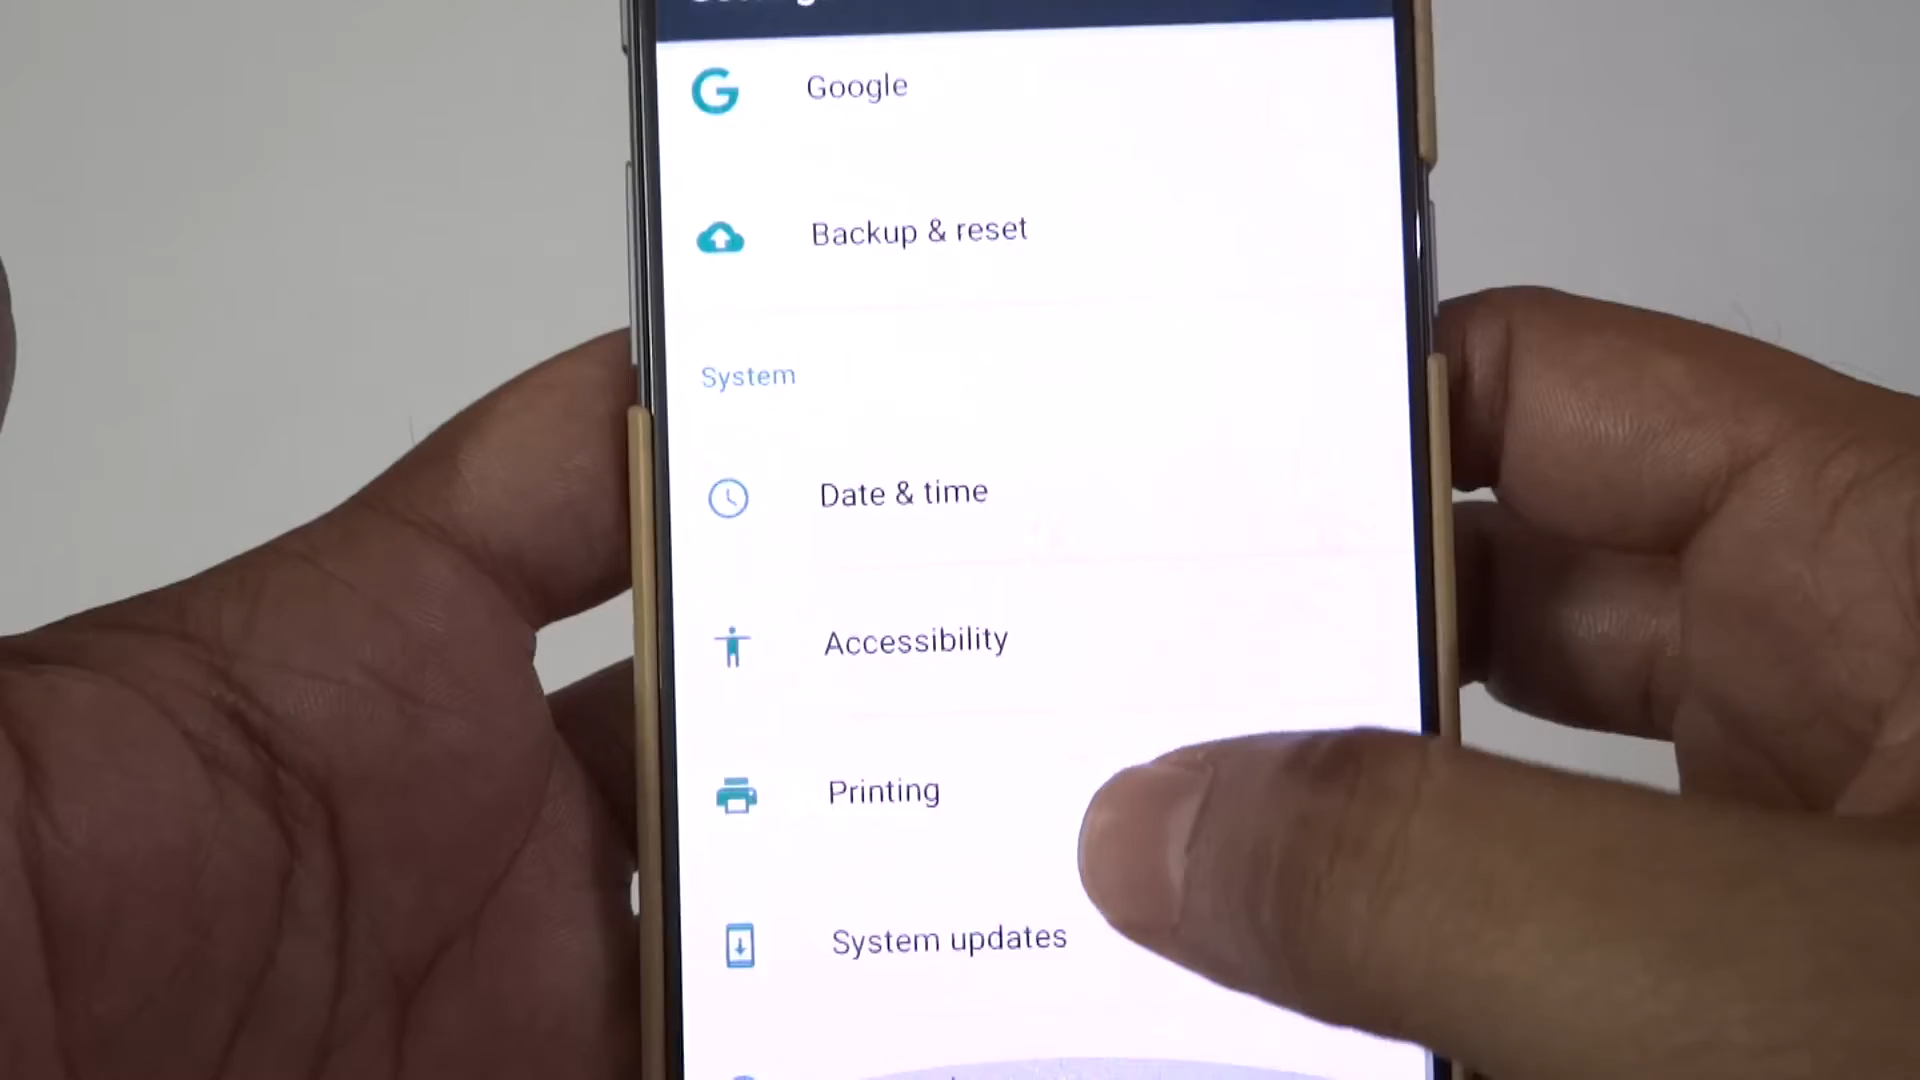 Google
Backup & reset
System
Date & time
Accessibility
Printing
System updates